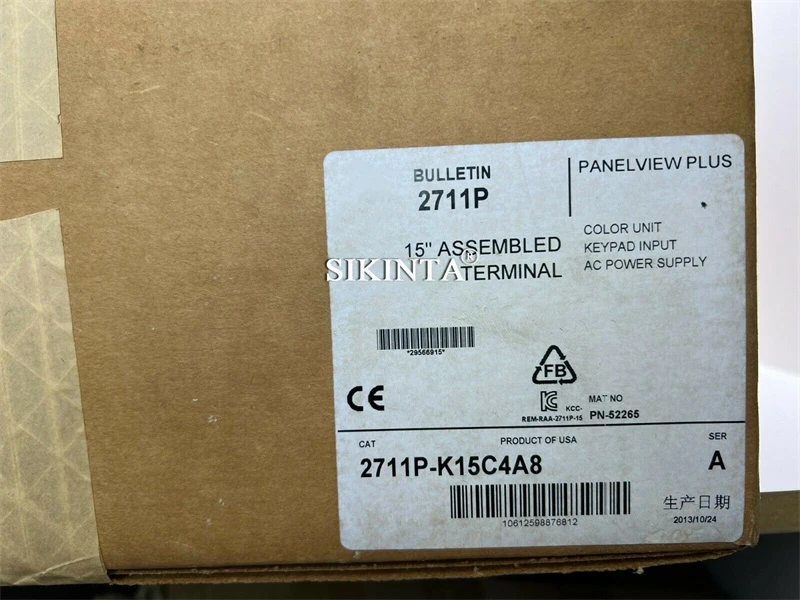 BULLETIN
2711P
PANELVIEW PLUS
15" ASSEMBLED
TERMINAL
COLOR UNIT
KEYPAD INPUT
AC POWER SUPPLY
SIKINTA®
*29566915*
CE
FB
KC
KCC-
REM-RAA-2711P-15
MAT NO
PN-52265
CAT
PRODUCT OF USA
SER
2711P-K15C4A8
A
10612598876812
生产日期
2013/10/24